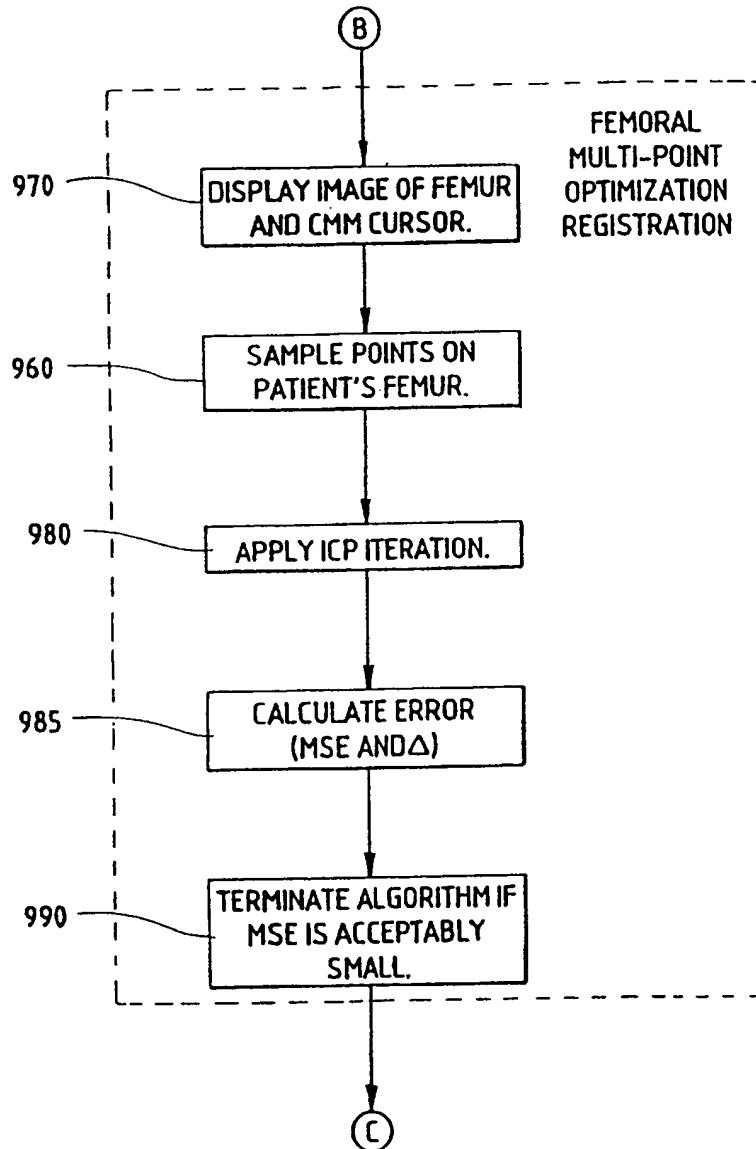 B
FEMORAL
MULTI-POINT
OPTIMIZATION
REGISTRATION
970
DISPLAY IMAGE OF FEMUR
AND CMM CURSOR.
960
SAMPLE POINTS ON
PATIENT'S FEMUR.
980
APPLY ICP ITERATION.
985
CALCULATE ERROR
(MSE AND Δ)
990
TERMINATE ALGORITHM IF
MSE IS ACCEPTABLY
SMALL.
C